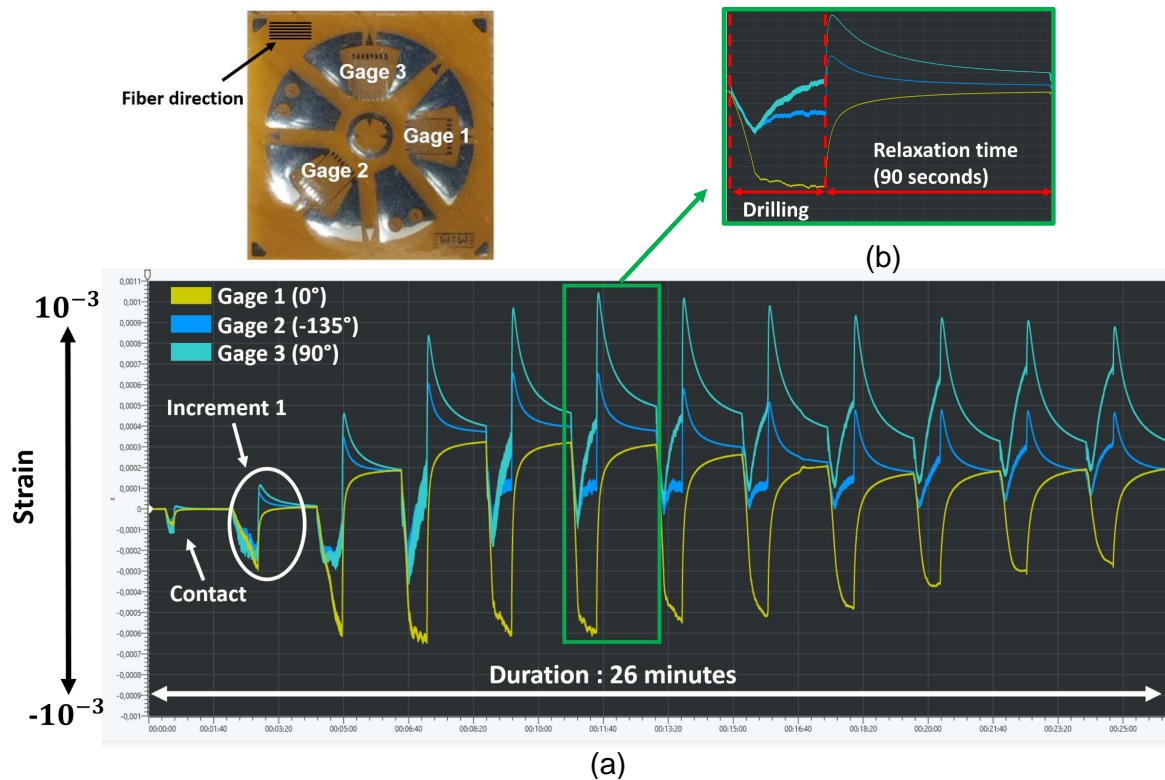 Gage 3
Gage 1
Gage 2
Fiber direction
Relaxation time
(90 seconds)
Drilling
(b)
10⁻³
Strain
-10⁻³
0,0011
0,001
0,0009
0,0008
0,0007
0,0006
0,0005
0,0004
0,0003
0,0002
0,0001
0
-0,0001
-0,0002
-0,0003
-0,0004
-0,0005
-0,0006
-0,0007
-0,0008
-0,0009
-0,001
Gage 1 (0°)
Gage 2 (-135°)
Gage 3 (90°)
Increment 1
Contact
Duration : 26 minutes
00:00:00 00:01:40 00:03:20 00:05:00 00:06:40 00:08:20 00:10:00 00:11:40 00:13:20 00:15:00 00:16:40 00:18:20 00:20:00 00:21:40 00:23:20 00:25:00
(a)